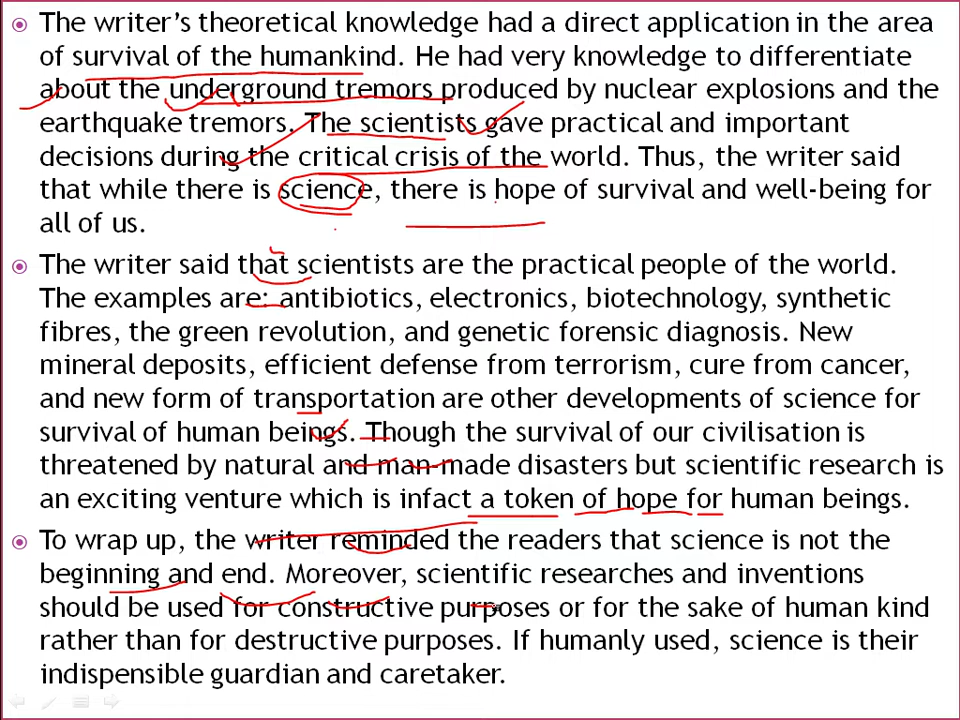 The writer's theoretical knowledge had a direct application in the area
of survival of the humankind. He had very knowledge to differentiate
about the underground tremors produced by nuclear explosions and the
earthquake tremors. The scientists gave practical and important
decisions during the critical crisis of the world. Thus, the writer said
that while there is science, there is hope of survival and well-being for
all of us.
The writer said that scientists are the practical people of the world.
The examples are: antibiotics, electronics, biotechnology, synthetic
fibres, the green revolution, and genetic forensic diagnosis. New
mineral deposits, efficient defense from terrorism, cure from cancer,
and new form of transportation are other developments of science for
survival of human beings. Though the survival of our civilisation is
threatened by natural and man-made disasters but scientific research is
an exciting venture which is infact a token of hope for human beings.
To wrap up, the writer reminded the readers that science is not the
beginning and end. Moreover, scientific researches and inventions
should be used for constructive purposes or for the sake of human kind
rather than for destructive purposes. If humanly used, science is their
indispensible guardian and caretaker.